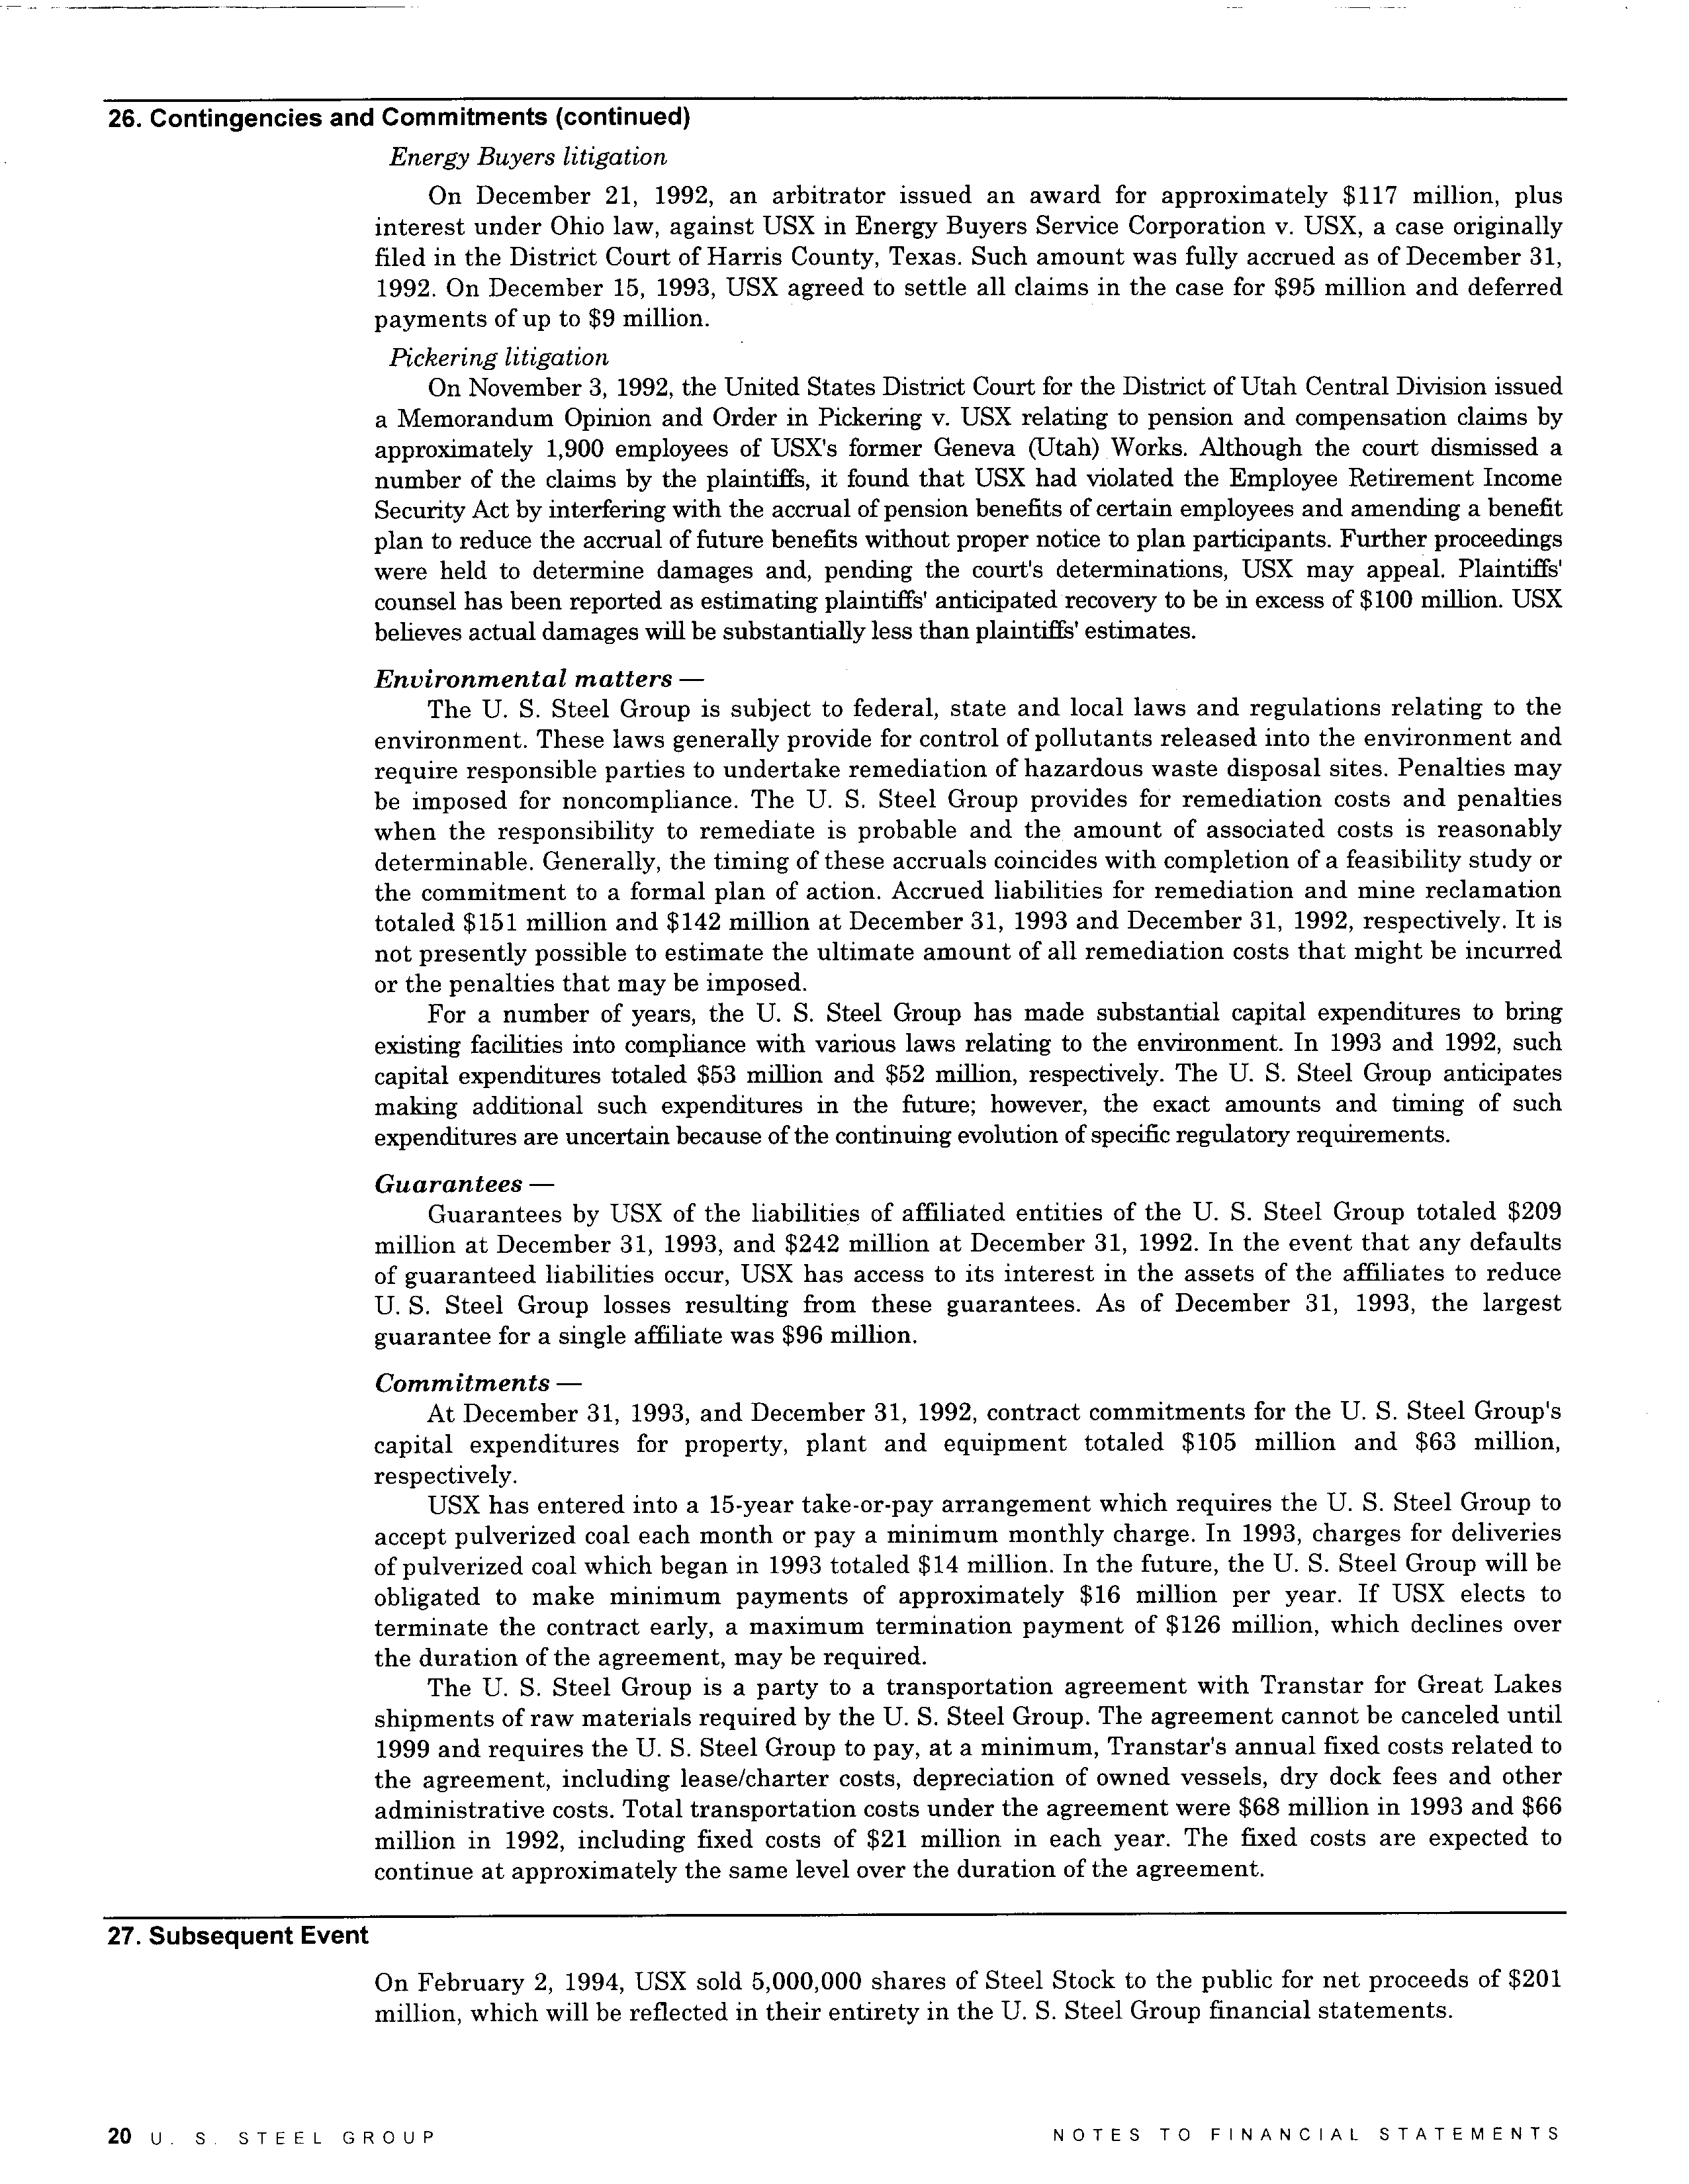 26. Contingencies and Commitments (continued)
Energy Buyers litigation
On December 21, 1992, an arbitrator issued an award for approximately $117 million, plus
interest under Ohio law, against USX in Energy Buyers Service Corporation v. USX, a case originally
filed in the District Court of Harris County, Texas. Such amount was fully accrued as of December 31,
1992. On December 15, 1993, USX agreed to settle all claims in the case for $95 million and deferred
payments of up to $9 million.
Pickering litigation
On November 3, 1992, the United States District Court for the District of Utah Central Division issued
a Memorandum Opinion and Order in Pickering v. USX relating to pension and compensation claims by
approximately 1,900 employees of USX's former Geneva (Utah) Works. Although the court dismissed a
number of the claims by the plaintiffs, it found that USX had violated the Employee Retirement Income
Security Act by interfering with the accrual of pension benefits of certain employees and amending a benefit
plan to reduce the accrual of future benefits without proper notice to plan participants. Further proceedings
were held to determine damages and, pending the court's determinations, USX may appeal. Plaintiffs'
counsel has been reported as estimating plaintiffs' anticipated recovery to be in excess of $100 million. USX
believes actual damages will be substantially less than plaintiffs' estimates.
Environmental matters —
The U. S. Steel Group is subject to federal, state and local laws and regulations relating to the
environment. These laws generally provide for control of pollutants released into the environment and
require responsible parties to undertake remediation of hazardous waste disposal sites. Penalties may
be imposed for noncompliance. The U. S. Steel Group provides for remediation costs and penalties
when the responsibility to remediate is probable and the amount of associated costs is reasonably
determinable. Generally, the timing of these accruals coincides with completion of a feasibility study or
the commitment to a formal plan of action. Accrued liabilities for remediation and mine reclamation
totaled $151 million and $142 million at December 31, 1993 and December 31, 1992, respectively. It is
not presently possible to estimate the ultimate amount of all remediation costs that might be incurred
or the penalties that may be imposed.
For a number of years, the U. S. Steel Group has made substantial capital expenditures to bring
existing facilities into compliance with various laws relating to the environment. In 1993 and 1992, such
capital expenditures totaled $53 million and $52 million, respectively. The U. S. Steel Group anticipates
making additional such expenditures in the future; however, the exact amounts and timing of such
expenditures are uncertain because of the continuing evolution of specific regulatory requirements.
Guarantees —
Guarantees by USX of the liabilities of affiliated entities of the U. S. Steel Group totaled $209
million at December 31, 1993, and $242 million at December 31, 1992. In the event that any defaults
of guaranteed liabilities occur, USX has access to its interest in the assets of the affiliates to reduce
U. S. Steel Group losses resulting from these guarantees. As of December 31, 1993, the largest
guarantee for a single affiliate was $96 million.
Commitments —
At December 31, 1993, and December 31, 1992, contract commitments for the U. S. Steel Group's
capital expenditures for property, plant and equipment totaled $105 million and $63 million,
respectively.
USX has entered into a 15-year take-or-pay arrangement which requires the U. S. Steel Group to
accept pulverized coal each month or pay a minimum monthly charge. In 1993, charges for deliveries
of pulverized coal which began in 1993 totaled $14 million. In the future, the U. S. Steel Group will be
obligated to make minimum payments of approximately $16 million per year. If USX elects to
terminate the contract early, a maximum termination payment of $126 million, which declines over
the duration of the agreement, may be required.
The U. S. Steel Group is a party to a transportation agreement with Transtar for Great Lakes
shipments of raw materials required by the U. S. Steel Group. The agreement cannot be canceled until
1999 and requires the U. S. Steel Group to pay, at a minimum, Transtar's annual fixed costs related to
the agreement, including lease/charter costs, depreciation of owned vessels, dry dock fees and other
administrative costs. Total transportation costs under the agreement were $68 million in 1993 and $66
million in 1992, including fixed costs of $21 million in each year. The fixed costs are expected to
continue at approximately the same level over the duration of the agreement.
27. Subsequent Event
On February 2, 1994, USX sold 5,000,000 shares of Steel Stock to the public for net proceeds of $201
million, which will be reflected in their entirety in the U. S. Steel Group financial statements.
20 U. S. STEEL GROUP
NOTES TO FINANCIAL STATEMENTS